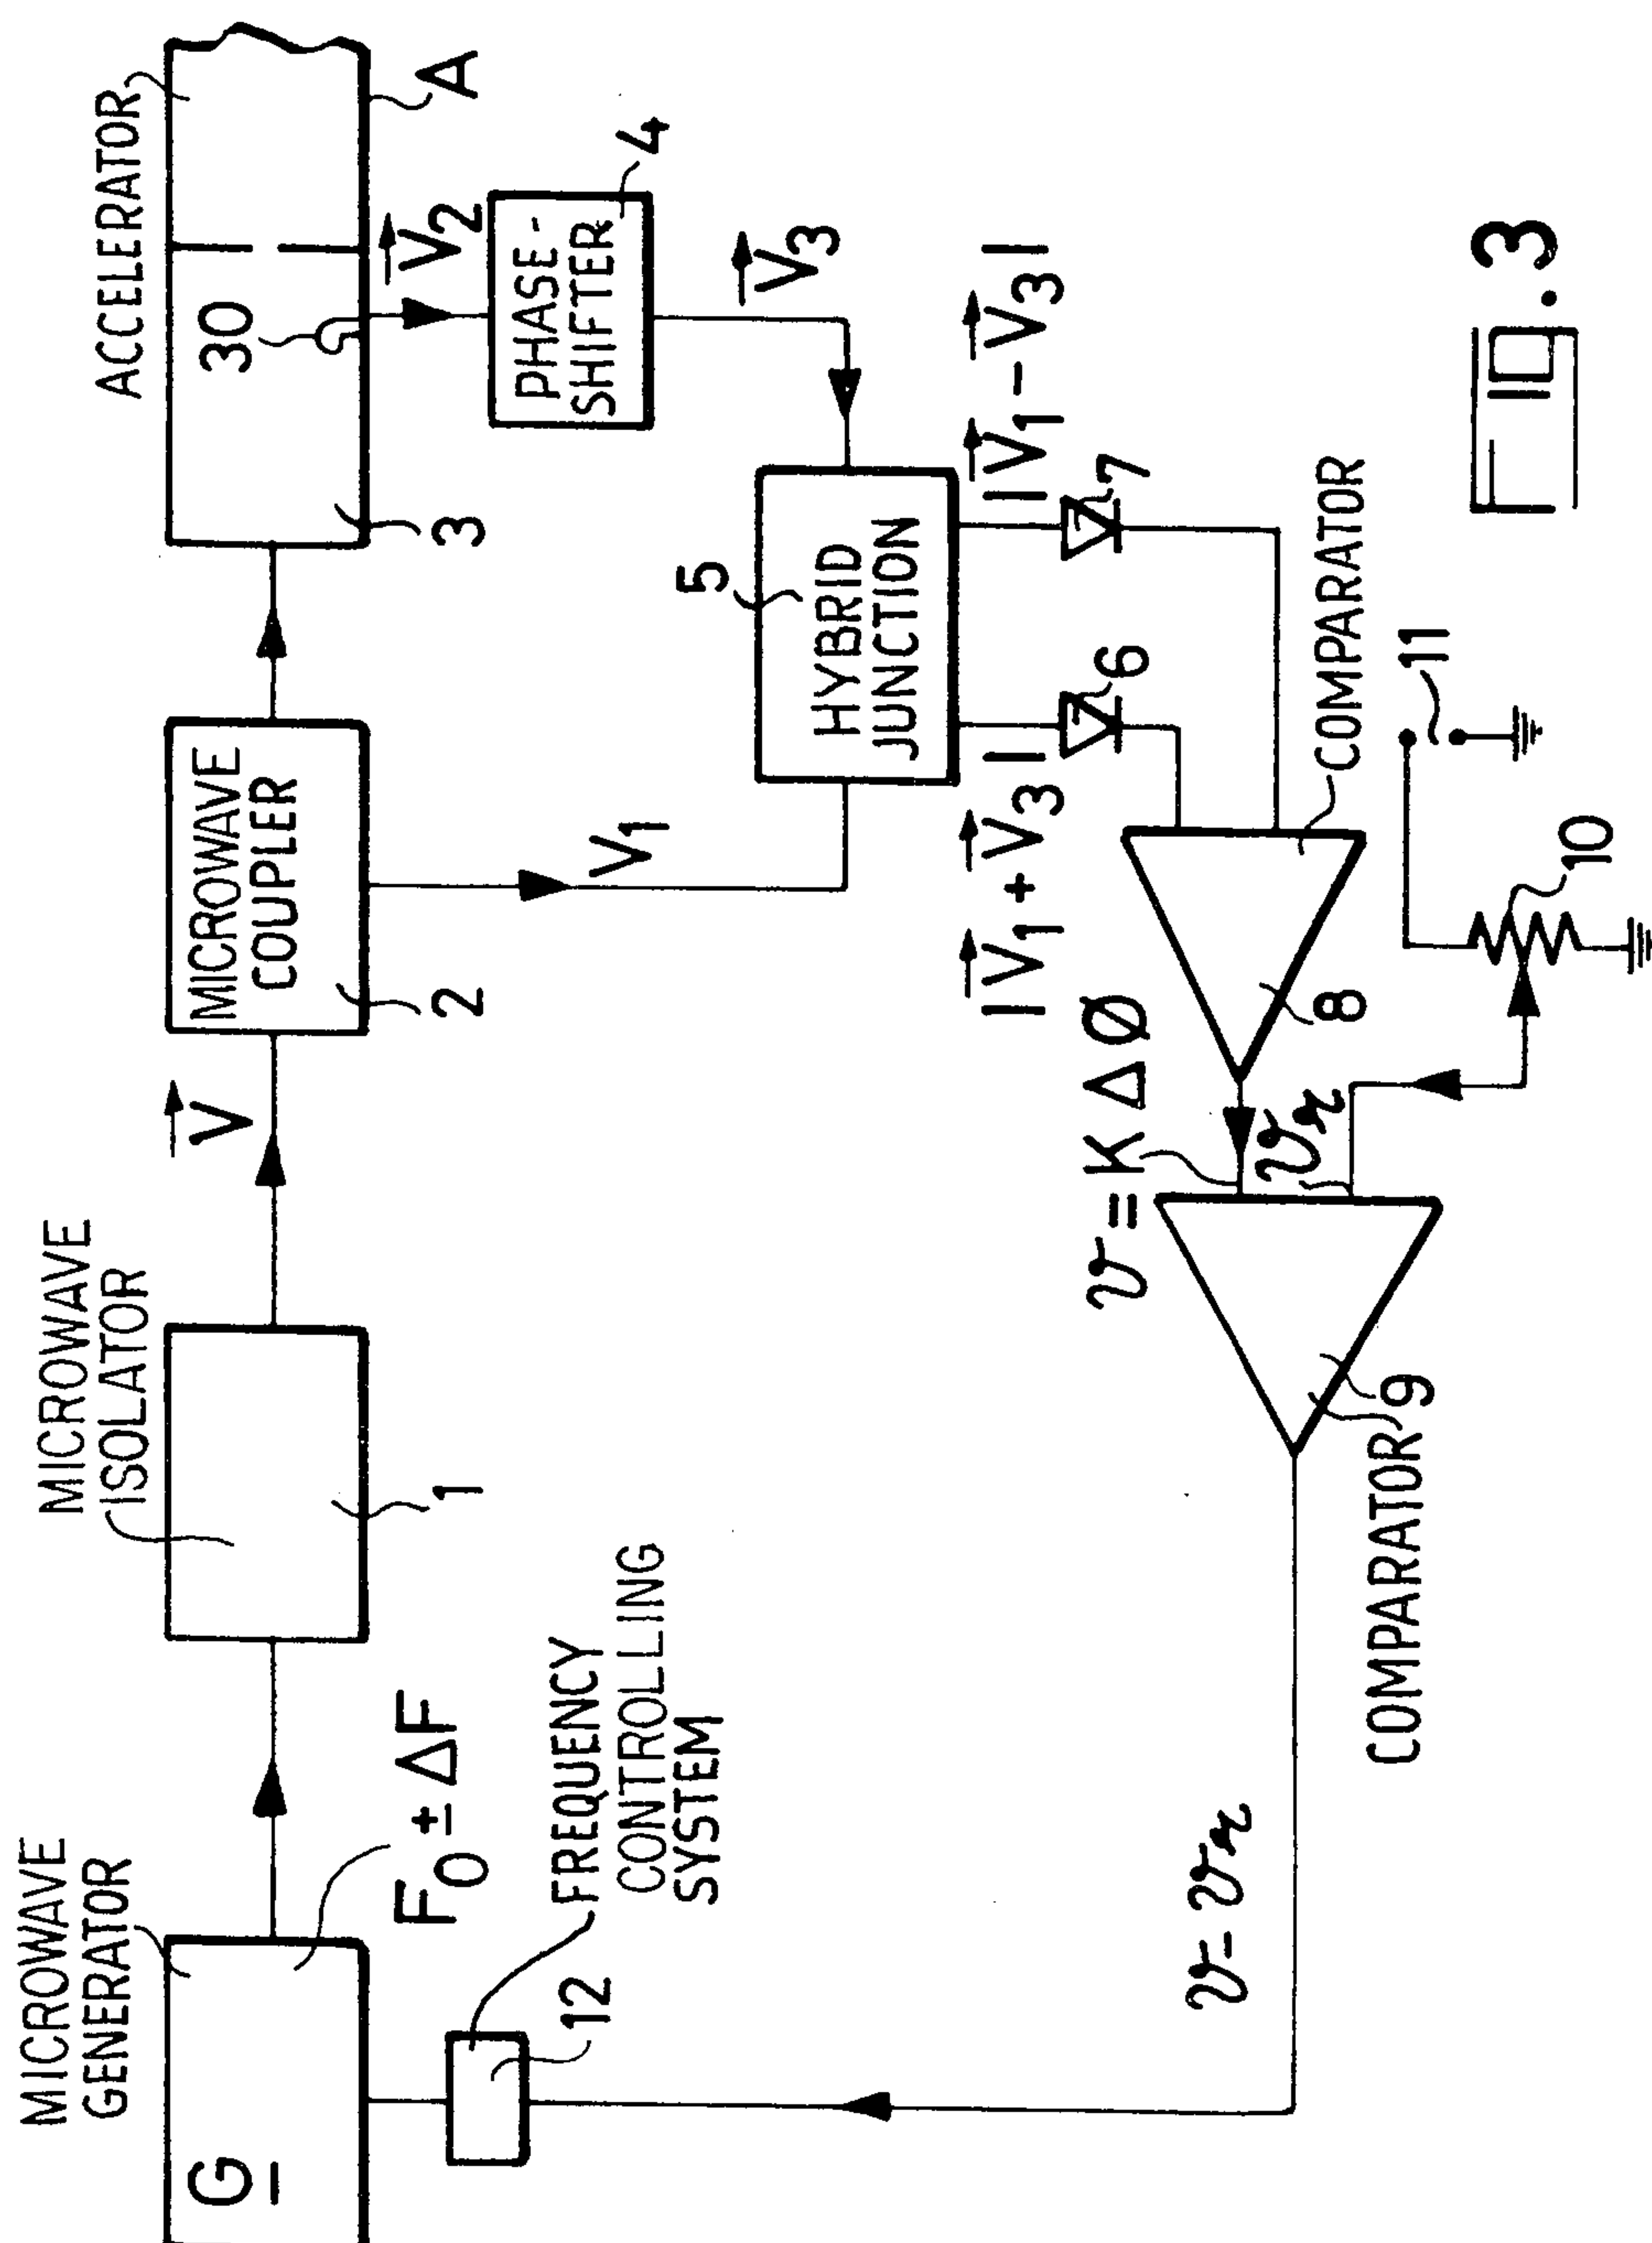 MICROWAVE
GENERATOR
G
F0 ± ΔF
FREQUENCY
CONTROLLING
SYSTEM
12
MICROWAVE
ISOLATOR
1
V
MICROWAVE
COUPLER
2
V1
ACCELERATOR
30
3
A
V2
PHASE-
SHIFTER
4
V3
5
HYBRID
JUNCTION
|V1 + V3|
|V1 - V3|
6
7
COMPARATOR
8
v = K Δ Ø
vr
9
COMPARATOR
10
11
v - vr
FIG. 3